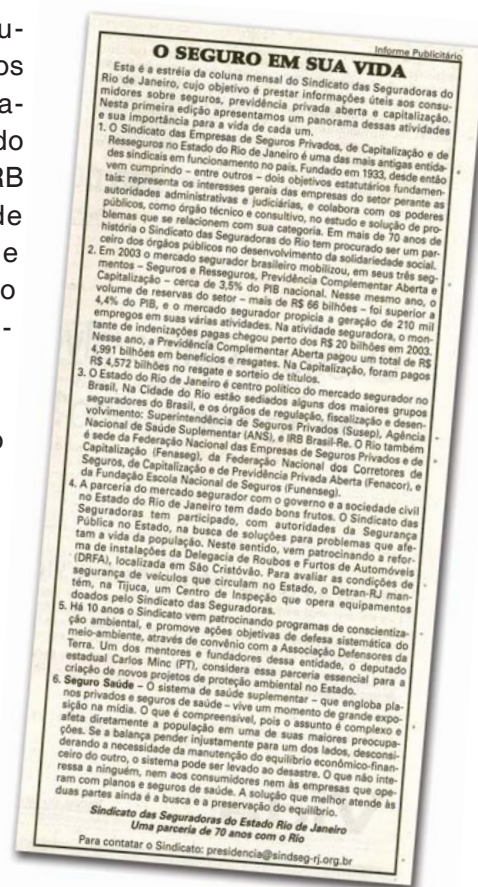 u-
os
a-
do
RB
de
e
o
-
o
Informe Publicitário
O SEGURO EM SUA VIDA
Esta é a estréia da coluna mensal do Sindicato das Seguradoras do
Rio de Janeiro, cujo objetivo é prestar informações úteis aos consu-
midores sobre seguros, previdência privada aberta e capitalização.
Nesta primeira edição apresentamos um panorama dessas atividades
e sua importância para a vida de cada um.
1. O Sindicato das Empresas de Seguros Privados, de Capitalização e de
Resseguros no Estado do Rio de Janeiro é uma das mais antigas entida-
des sindicais em funcionamento no país. Fundado em 1933, desde então
vem cumprindo – entre outros – dois objetivos estatutários fundamen-
tais: representa os interesses gerais das empresas do setor perante as
autoridades administrativas e judiciárias, e colabora com os poderes
públicos, como órgão técnico e consultivo, no estudo e solução de pro-
blemas que se relacionem com sua categoria. Em mais de 70 anos de
história o Sindicato das Seguradoras do Rio tem procurado ser um par-
ceiro dos órgãos públicos no desenvolvimento da solidariedade social.
2. Em 2003 o mercado segurador brasileiro mobilizou, em seus três seg-
mentos – Seguros e Resseguros, Previdência Complementar Aberta e
Capitalização – cerca de 3,5% do PIB nacional. Nesse mesmo ano, o
volume de reservas do setor – mais de R$ 66 bilhões – foi superior a
4,4% do PIB, e o mercado segurador propicia a geração de 210 mil
empregos em suas várias atividades. Na atividade seguradora, o mon-
tante de indenizações pagas chegou perto dos R$ 20 bilhões em 2003.
Nesse ano, a Previdência Complementar Aberta pagou um total de R$
4,991 bilhões em benefícios e resgates. Na Capitalização, foram pagos
R$ 4,572 bilhões no resgate e sorteio de títulos.
3. O Estado do Rio de Janeiro é centro político do mercado segurador no
Brasil. Na Cidade do Rio estão sediados alguns dos maiores grupos
seguradores do Brasil, e os órgãos de regulação, fiscalização e desen-
volvimento: Superintendência de Seguros Privados (Susep), Agência
Nacional de Saúde Suplementar (ANS), e IRB Brasil-Re. O Rio também
é sede da Federação Nacional das Empresas de Seguros Privados e de
Capitalização (Fenaseg), da Federação Nacional dos Corretores de
Seguros, de Capitalização e de Previdência Privada Aberta (Fenacor), e
da Fundação Escola Nacional de Seguros (Funenseg).
4. A parceria do mercado segurador com o governo e a sociedade civil
no Estado do Rio de Janeiro tem dado bons frutos. O Sindicato das
Seguradoras tem participado, com autoridades da Segurança
Pública no Estado, na busca de soluções para problemas que afe-
tam a vida da população. Neste sentido, vem patrocinando a refor-
ma de instalações da Delegacia de Roubos e Furtos de Automóveis
(DRFA), localizada em São Cristóvão. Para avaliar as condições de
segurança de veículos que circulam no Estado, o Detran-RJ man-
tém, na Tijuca, um Centro de Inspeção que opera equipamentos
doados pelo Sindicato das Seguradoras.
5. Há 10 anos o Sindicato vem patrocinando programas de conscientiza-
ção ambiental, e promove ações objetivas de defesa sistemática do
meio-ambiente, através de convênio com a Associação Defensores da
Terra. Um dos mentores e fundadores dessa entidade, o deputado
estadual Carlos Minc (PT), considera essa parceria essencial para a
criação de novos projetos de proteção ambiental no Estado.
6. Seguro Saúde – O sistema de saúde suplementar – que engloba pla-
nos privados e seguros de saúde – vive um momento de grande expo-
sição na mídia. O que é compreensível, pois o assunto é complexo e
afeta diretamente a população em uma de suas maiores preocupa-
ções. Se a balança pender injustamente para um dos lados, desconsi-
derando a necessidade da manutenção do equilíbrio econômico-finan-
ceiro do outro, o sistema pode ser levado ao desastre. O que não inte-
ressa a ninguém, nem aos consumidores nem às empresas que ope-
ram com planos e seguros de saúde. A solução que melhor atende às
duas partes ainda é a busca e a preservação do equilíbrio.
Sindicato das Seguradoras do Estado Rio de Janeiro
Uma parceria de 70 anos com o Rio
Para contatar o Sindicato: presidencia@sindseg-rj.org.br